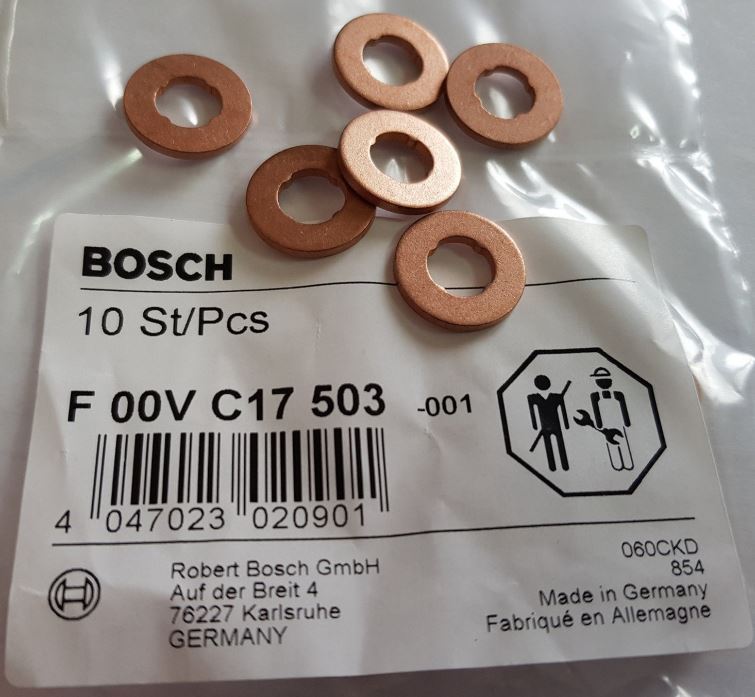 BOSCH
10 St/Pcs
F 00V C17 503 -001
4 047023 020901
060CKD
854
Robert Bosch GmbH
Auf der Breit 4
76227 Karlsruhe
GERMANY
Made in Germany
Fabriqué en Allemagne